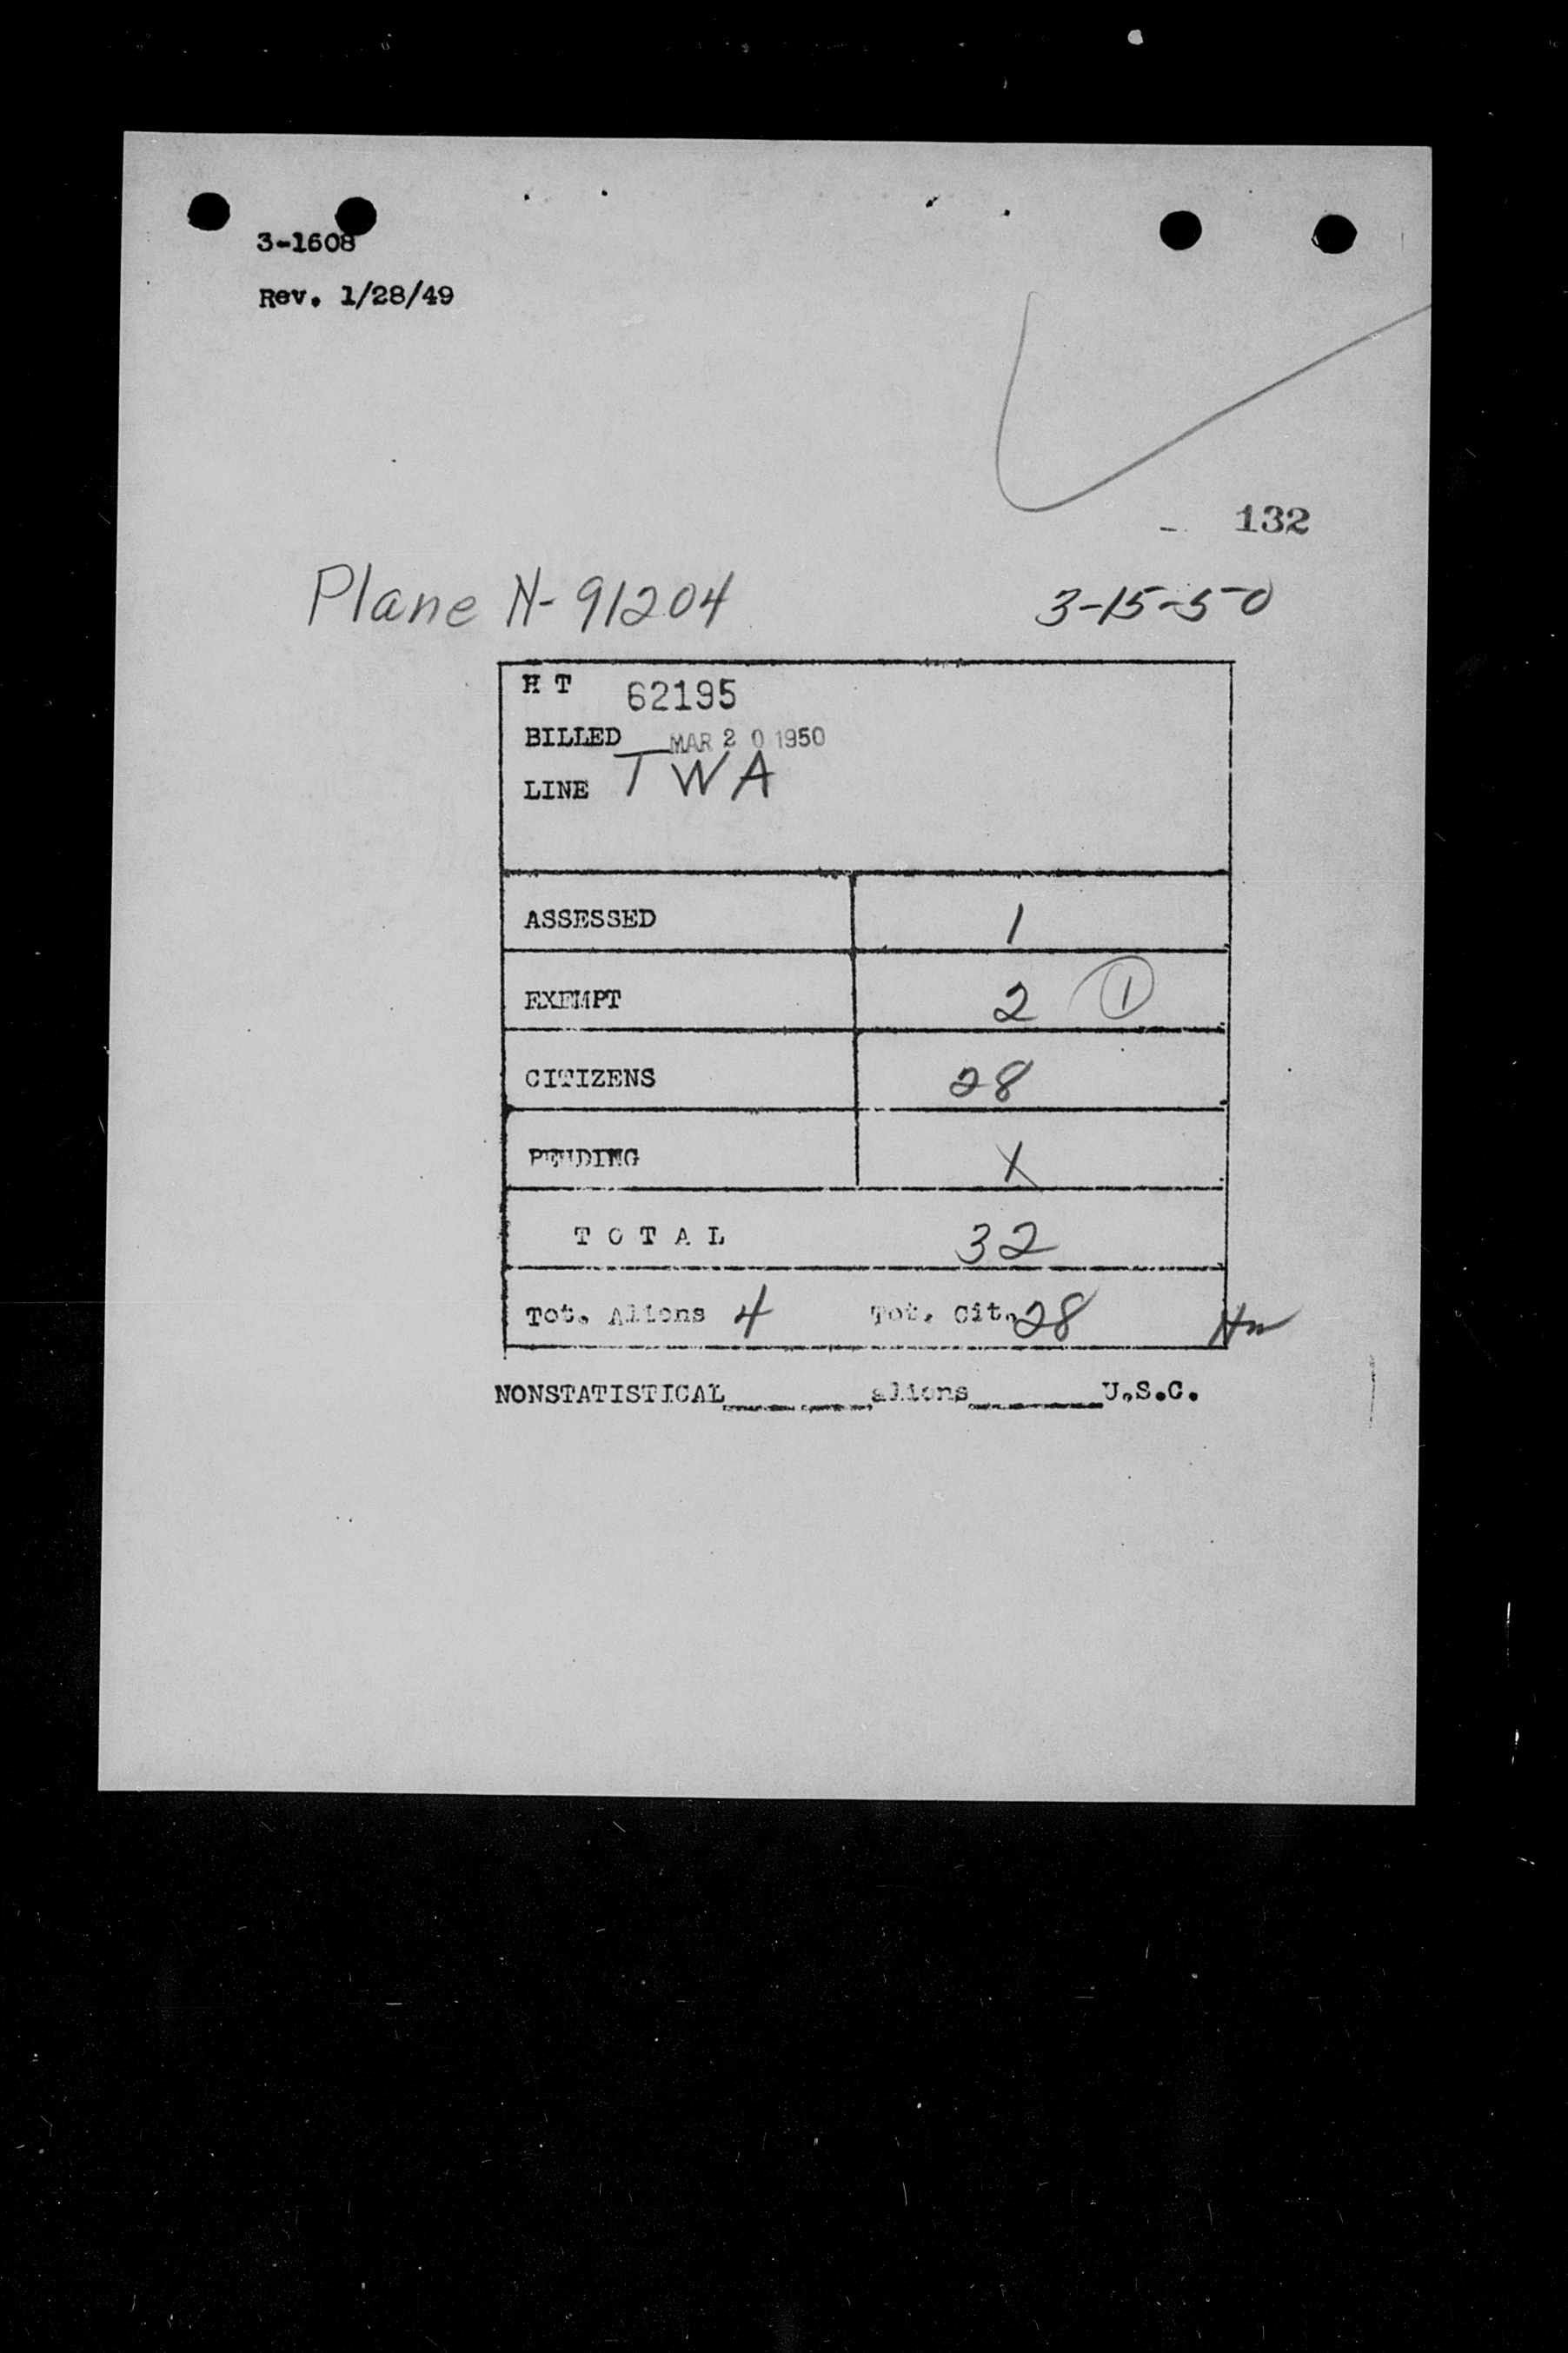 3-1608
Rev. 1/28/49
132
Plane N-91204 3-15-50
H T 62195
BILLED MAR 20 1950
LINE TWA
ASSESSED 1
EXEMPT 2 1
CITIZENS 28
PENDING X
TOTAL 32
Tot. Aliens 4 Tot. Cit. 28
NONSTATISTICAL aliens U.S.C.